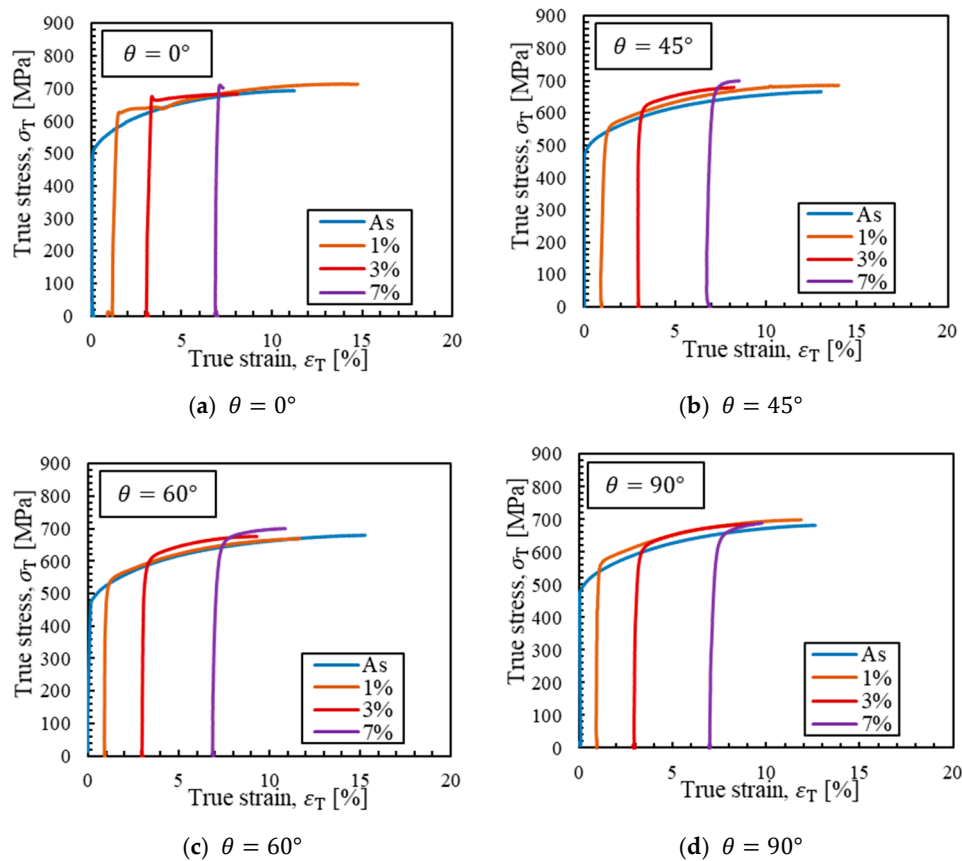 900
800
700
600
500
400
300
200
100
0
True stress, σT [MPa]
θ = 0°
As
1%
3%
7%
0 5 10 15 20
True strain, εT [%]
(a) θ = 0°
900
800
700
600
500
400
300
200
100
0
True stress, σT [MPa]
θ = 45°
As
1%
3%
7%
0 5 10 15 20
True strain, εT [%]
(b) θ = 45°
900
800
700
600
500
400
300
200
100
0
True stress, σT [MPa]
θ = 60°
As
1%
3%
7%
0 5 10 15 20
True strain, εT [%]
(c) θ = 60°
900
800
700
600
500
400
300
200
100
0
True stress, σT [MPa]
θ = 90°
As
1%
3%
7%
0 5 10 15 20
True strain, εT [%]
(d) θ = 90°